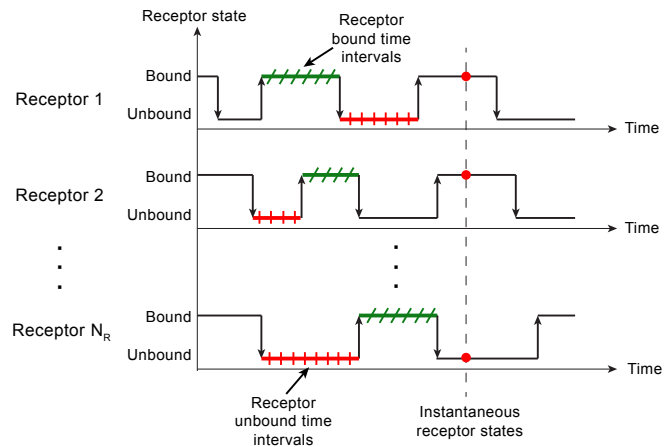 Receptor state
Receptor
bound time
intervals
Receptor 1
Bound
Unbound
Time
Receptor 2
Bound
Unbound
Time
Receptor N_R
Bound
Unbound
Time
Receptor
unbound time
intervals
Instantaneous
receptor states